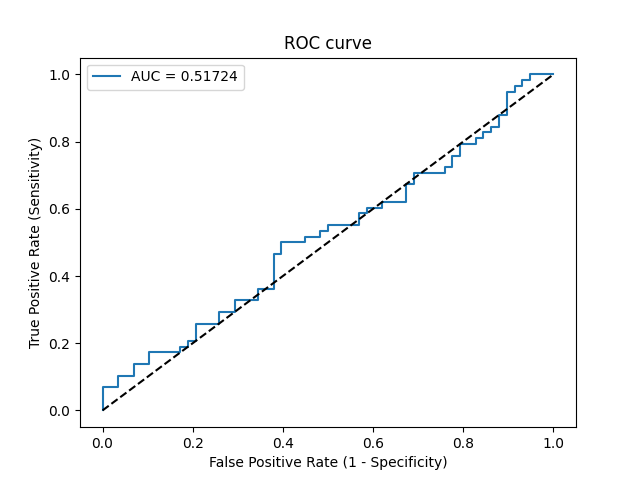 ROC curve
AUC = 0.51724
True Positive Rate (Sensitivity)
1.0
0.8
0.6
0.4
0.2
0.0
0.0 0.2 0.4 0.6 0.8 1.0
False Positive Rate (1 - Specificity)